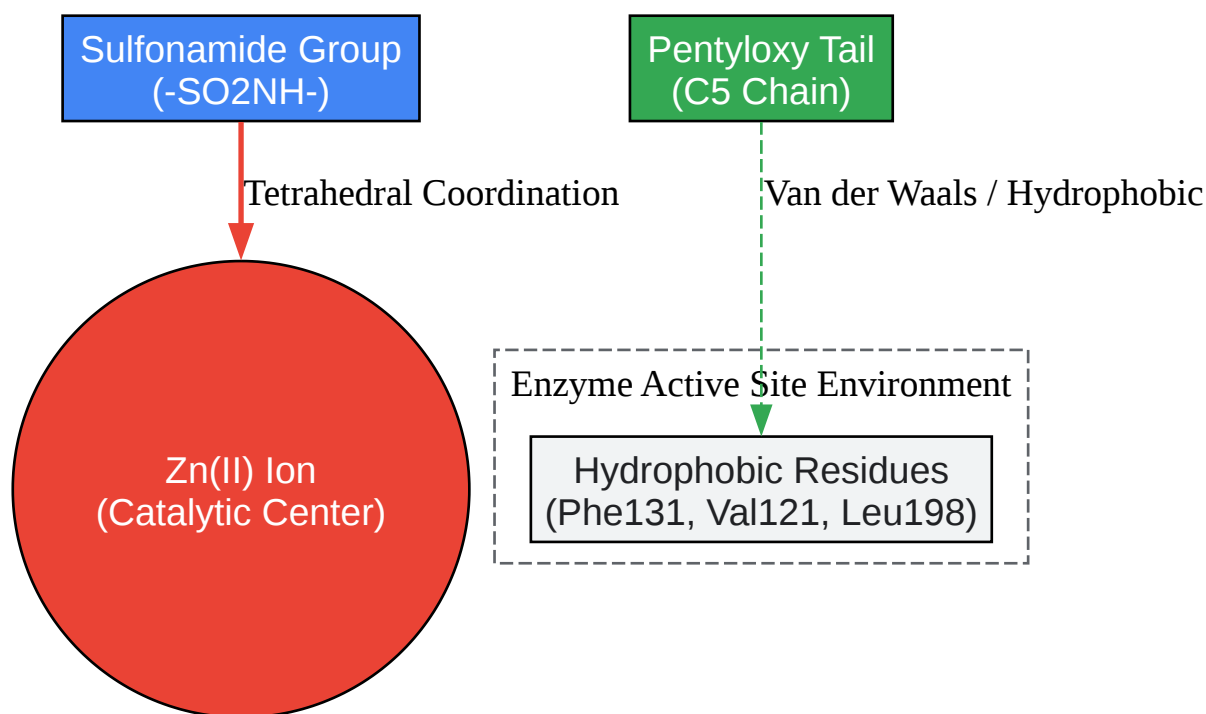 Sulfonamide Group
(-SO2NH-)
Pentyloxy Tail
(C5 Chain)
Tetrahedral Coordination
Van der Waals / Hydrophobic
Enzyme Active Site Environment
Zn(II) Ion
(Catalytic Center)
Hydrophobic Residues
(Phe131, Val121, Leu198)